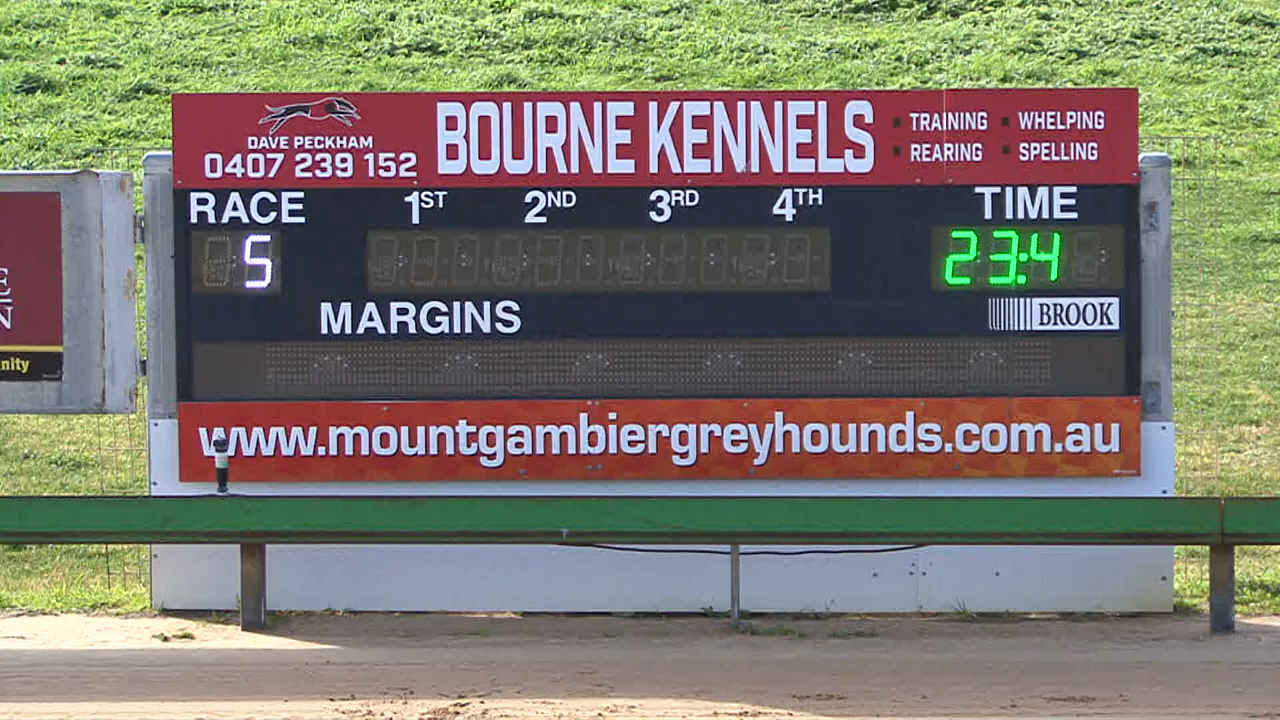 DAVE PECKHAM
0407 239 152
BOURNE KENNELS
TRAINING WHELPING
REARING SPELLING
RACE 1ST 2ND 3RD 4TH TIME
5 23:4
MARGINS
BROOK
www.mountgambiergreyhounds.com.au
E
N
nity